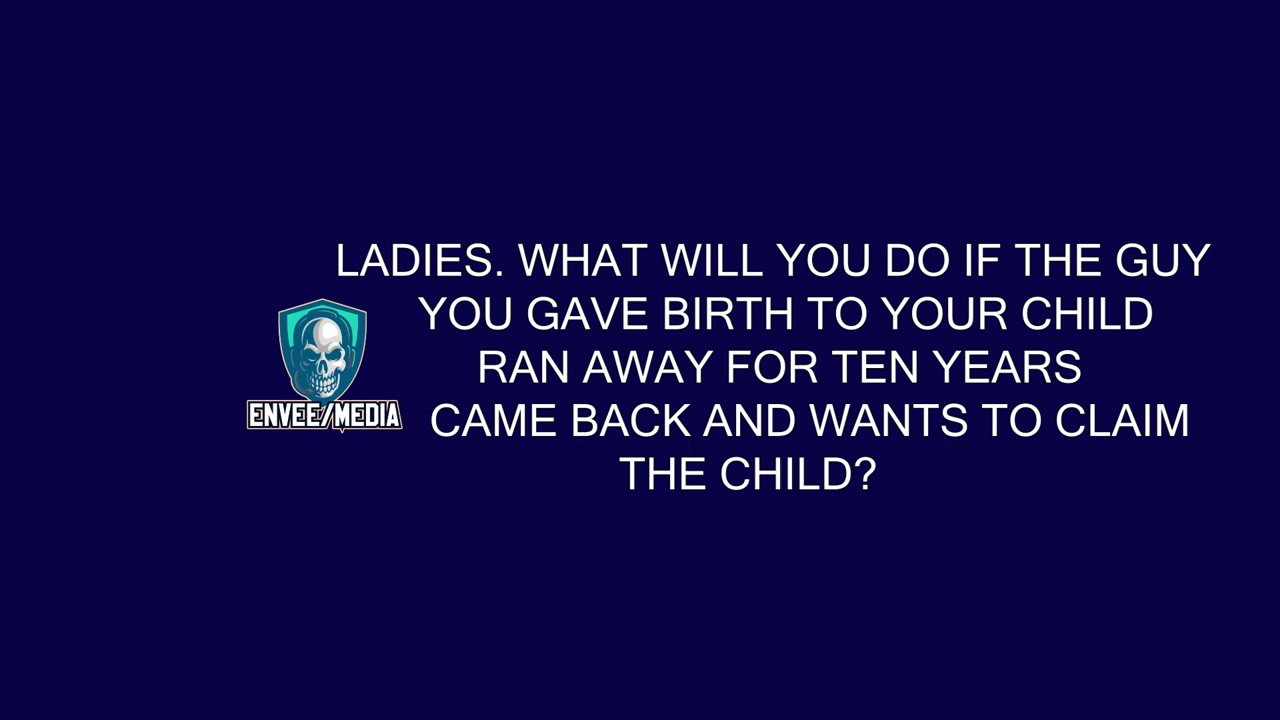 LADIES. WHAT WILL YOU DO IF THE GUY
YOU GAVE BIRTH TO YOUR CHILD
RAN AWAY FOR TEN YEARS
CAME BACK AND WANTS TO CLAIM
THE CHILD?
ENVEE/MEDIA